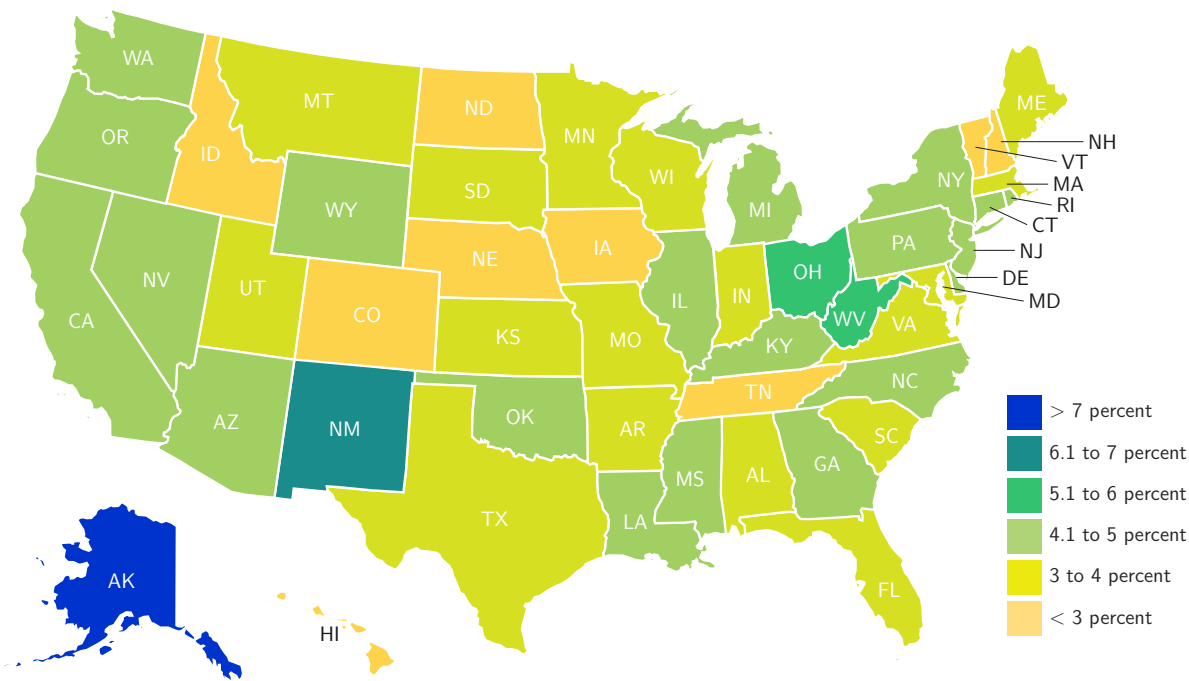 WA
MT
ND
MN
ME
OR
ID
SD
WI
NH
VT
NY
MA
RI
WY
MI
CT
NV
UT
NE
IA
PA
NJ
OH
DE
MD
CA
CO
IL
IN
WV
VA
KS
MO
KY
NC
AZ
NM
OK
AR
TN
SC
MS
AL
GA
TX
LA
FL
AK
HI
> 7 percent
6.1 to 7 percent
5.1 to 6 percent
4.1 to 5 percent
3 to 4 percent
< 3 percent